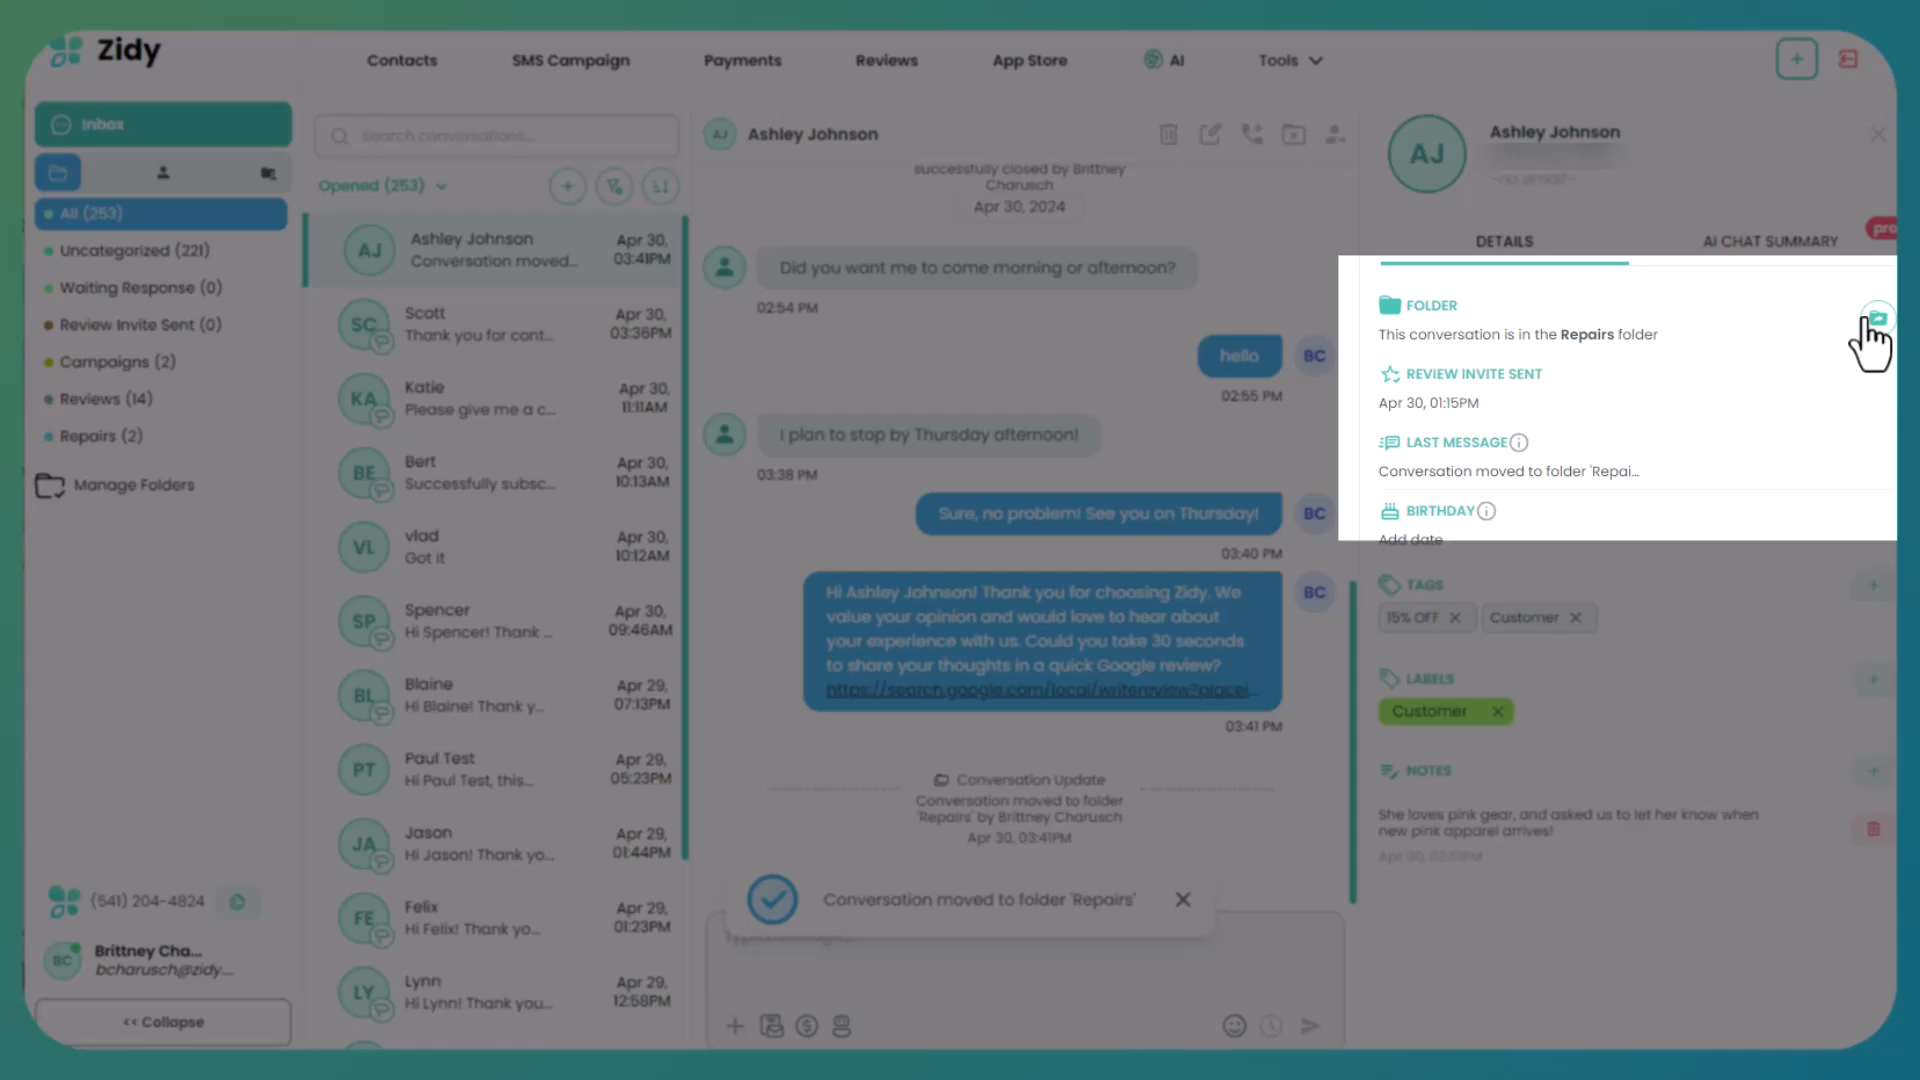 Zidy
Contacts
SMS Campaign
Payments
Reviews
App Store
AI
Tools
Inbox
All (253)
Uncategorized (221)
Waiting Response (0)
Review Invite Sent (0)
Campaigns (2)
Reviews (14)
Repairs (2)
Manage Folders
(541) 204-4824
BC
Brittney Cha...
bcharusch@zidy....
<< Collapse
Search conversations...
Opened (253)
AJ
Ashley Johnson
Conversation moved...
Apr 30,
03:41PM
SC
Scott
Thank you for cont...
Apr 30,
03:36PM
KA
Katie
Please give me a c...
Apr 30,
11:11AM
BE
Bert
Successfully subsc...
Apr 30,
10:13AM
VL
vlad
Got it
Apr 30,
10:12AM
SP
Spencer
Hi Spencer! Thank ...
Apr 30,
09:46AM
BL
Blaine
Hi Blaine! Thank y...
Apr 29,
07:13PM
PT
Paul Test
Hi Paul Test, this...
Apr 29,
05:23PM
JA
Jason
Hi Jason! Thank yo...
Apr 29,
01:44PM
FE
Felix
Hi Felix! Thank yo...
Apr 29,
01:23PM
LY
Lynn
Hi Lynn! Thank you...
Apr 29,
12:58PM
AJ
Ashley Johnson
successfully closed by Brittney
Charusch
Apr 30, 2024
Did you want me to come morning or afternoon?
02:54 PM
hello
BC
02:55 PM
I plan to stop by Thursday afternoon!
03:38 PM
Sure, no problem! See you on Thursday!
BC
03:40 PM
Hi Ashley Johnson! Thank you for choosing Zidy. We
value your opinion and would love to hear about
your experience with us. Could you take 30 seconds
to share your thoughts in a quick Google review?
https://search.google.com/local/writereview?placei...
BC
03:41 PM
Conversation Update
Conversation moved to folder
'Repairs' by Brittney Charusch
Apr 30, 03:41PM
Conversation moved to folder 'Repairs'
AJ
Ashley Johnson
-no email-
DETAILS
AI CHAT SUMMARY
pro
FOLDER
This conversation is in the Repairs folder
REVIEW INVITE SENT
Apr 30, 01:15PM
LAST MESSAGE
Conversation moved to folder 'Repai...
BIRTHDAY
Add date
TAGS
15% OFF
Customer
LABELS
Customer
NOTES
She loves pink gear, and asked us to let her know when
new pink apparel arrives!